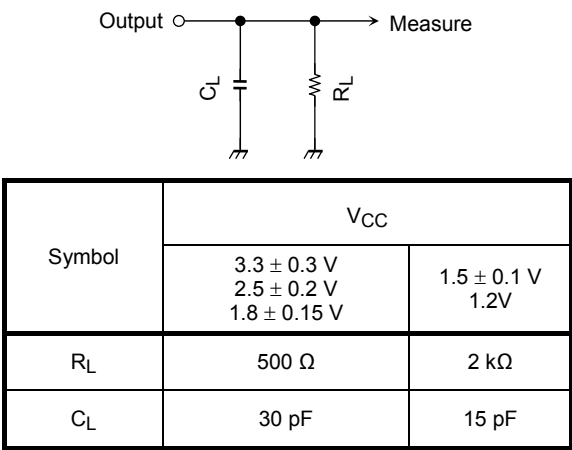 Output
Measure
CL
RL
Symbol
VCC
3.3 ± 0.3 V
2.5 ± 0.2 V
1.8 ± 0.15 V
1.5 ± 0.1 V
1.2V
RL
500 Ω
2 kΩ
CL
30 pF
15 pF